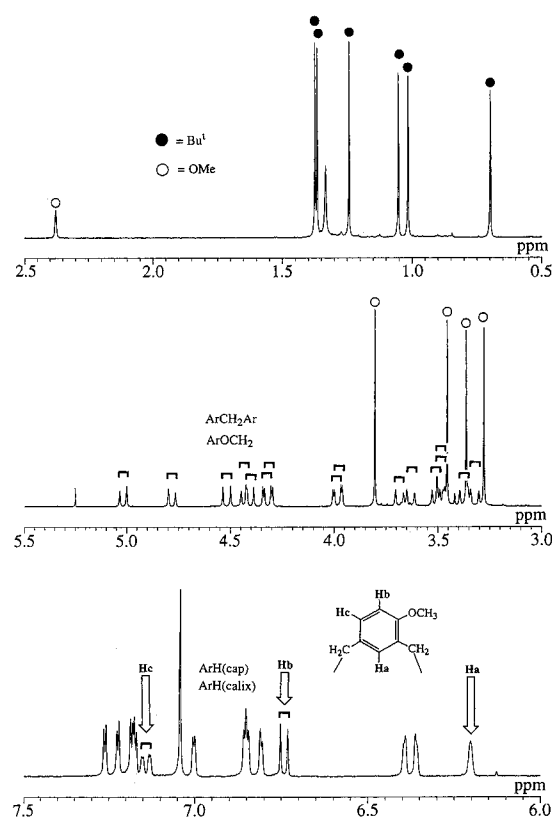 ● = Buᵗ
○ = OMe
ppm
2.5 2.0 1.5 1.0 0.5
ArCH₂Ar
ArOCH₂
ppm
5.5 5.0 4.5 4.0 3.5 3.0
Hb
Hc OCH₃
H₂C CH₂
Ha
Hc
ArH(cap)
ArH(calix)
Hb
Ha
ppm
7.5 7.0 6.5 6.0